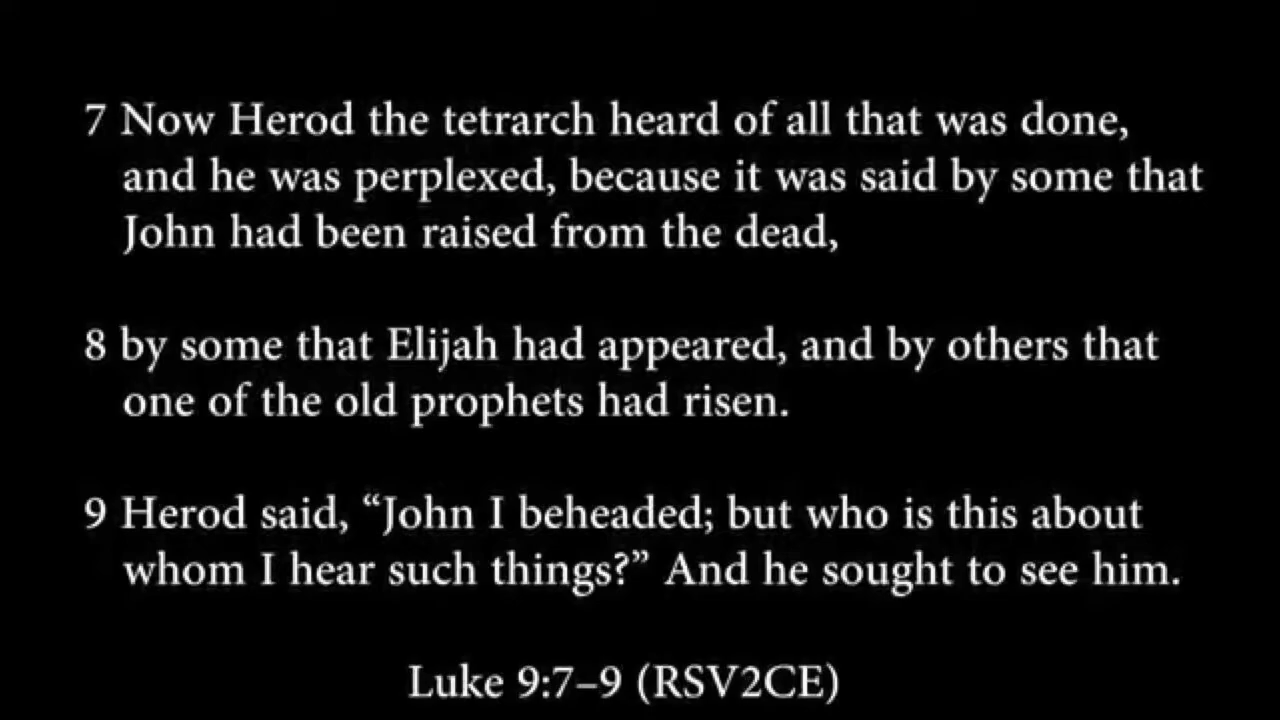 7 Now Herod the tetrarch heard of all that was done,
and he was perplexed, because it was said by some that
John had been raised from the dead,
8 by some that Elijah had appeared, and by others that
one of the old prophets had risen.
9 Herod said, “John I beheaded; but who is this about
whom I hear such things?” And he sought to see him.
Luke 9:7–9 (RSV2CE)